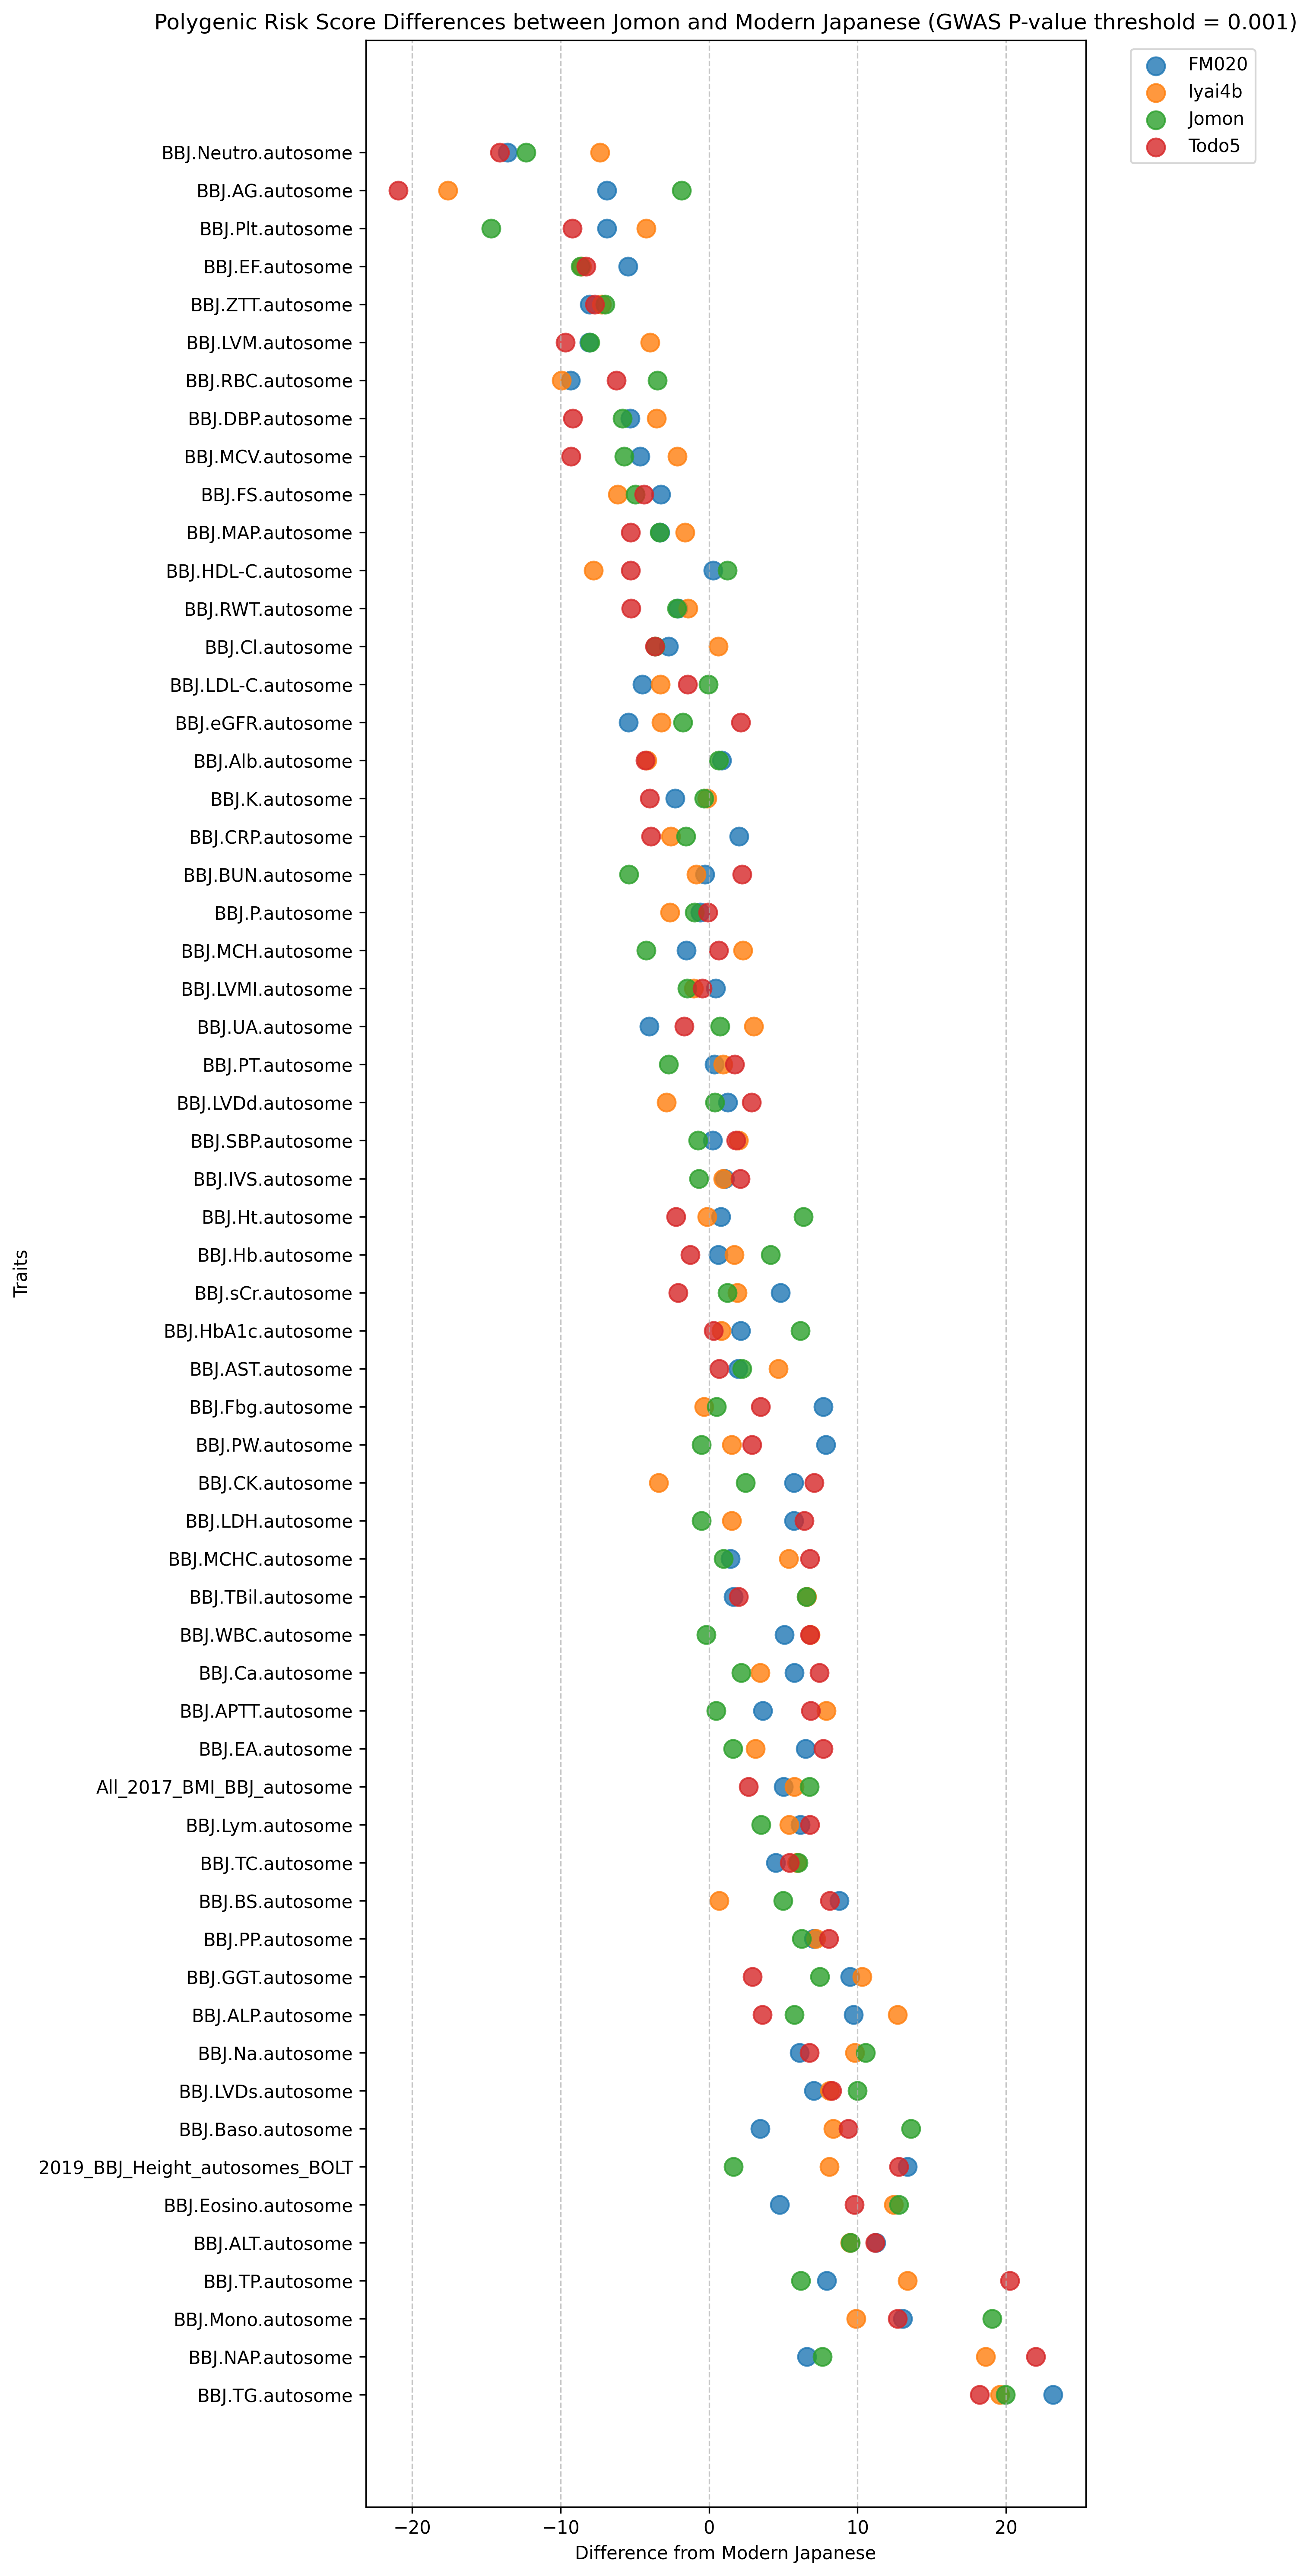 Polygenic Risk Score Differences between Jomon and Modern Japanese (GWAS P-value threshold = 0.001)
FM020
Iyai4b
Jomon
Todo5
Traits
BBJ.Neutro.autosome
BBJ.AG.autosome
BBJ.Plt.autosome
BBJ.EF.autosome
BBJ.ZTT.autosome
BBJ.LVM.autosome
BBJ.RBC.autosome
BBJ.DBP.autosome
BBJ.MCV.autosome
BBJ.FS.autosome
BBJ.MAP.autosome
BBJ.HDL-C.autosome
BBJ.RWT.autosome
BBJ.Cl.autosome
BBJ.LDL-C.autosome
BBJ.eGFR.autosome
BBJ.Alb.autosome
BBJ.K.autosome
BBJ.CRP.autosome
BBJ.BUN.autosome
BBJ.P.autosome
BBJ.MCH.autosome
BBJ.LVMI.autosome
BBJ.UA.autosome
BBJ.PT.autosome
BBJ.LVDd.autosome
BBJ.SBP.autosome
BBJ.IVS.autosome
BBJ.Ht.autosome
BBJ.Hb.autosome
BBJ.sCr.autosome
BBJ.HbA1c.autosome
BBJ.AST.autosome
BBJ.Fbg.autosome
BBJ.PW.autosome
BBJ.CK.autosome
BBJ.LDH.autosome
BBJ.MCHC.autosome
BBJ.TBil.autosome
BBJ.WBC.autosome
BBJ.Ca.autosome
BBJ.APTT.autosome
BBJ.EA.autosome
All_2017_BMI_BBJ_autosome
BBJ.Lym.autosome
BBJ.TC.autosome
BBJ.BS.autosome
BBJ.PP.autosome
BBJ.GGT.autosome
BBJ.ALP.autosome
BBJ.Na.autosome
BBJ.LVDs.autosome
BBJ.Baso.autosome
2019_BBJ_Height_autosomes_BOLT
BBJ.Eosino.autosome
BBJ.ALT.autosome
BBJ.TP.autosome
BBJ.Mono.autosome
BBJ.NAP.autosome
BBJ.TG.autosome
−20 −10 0 10 20
Difference from Modern Japanese